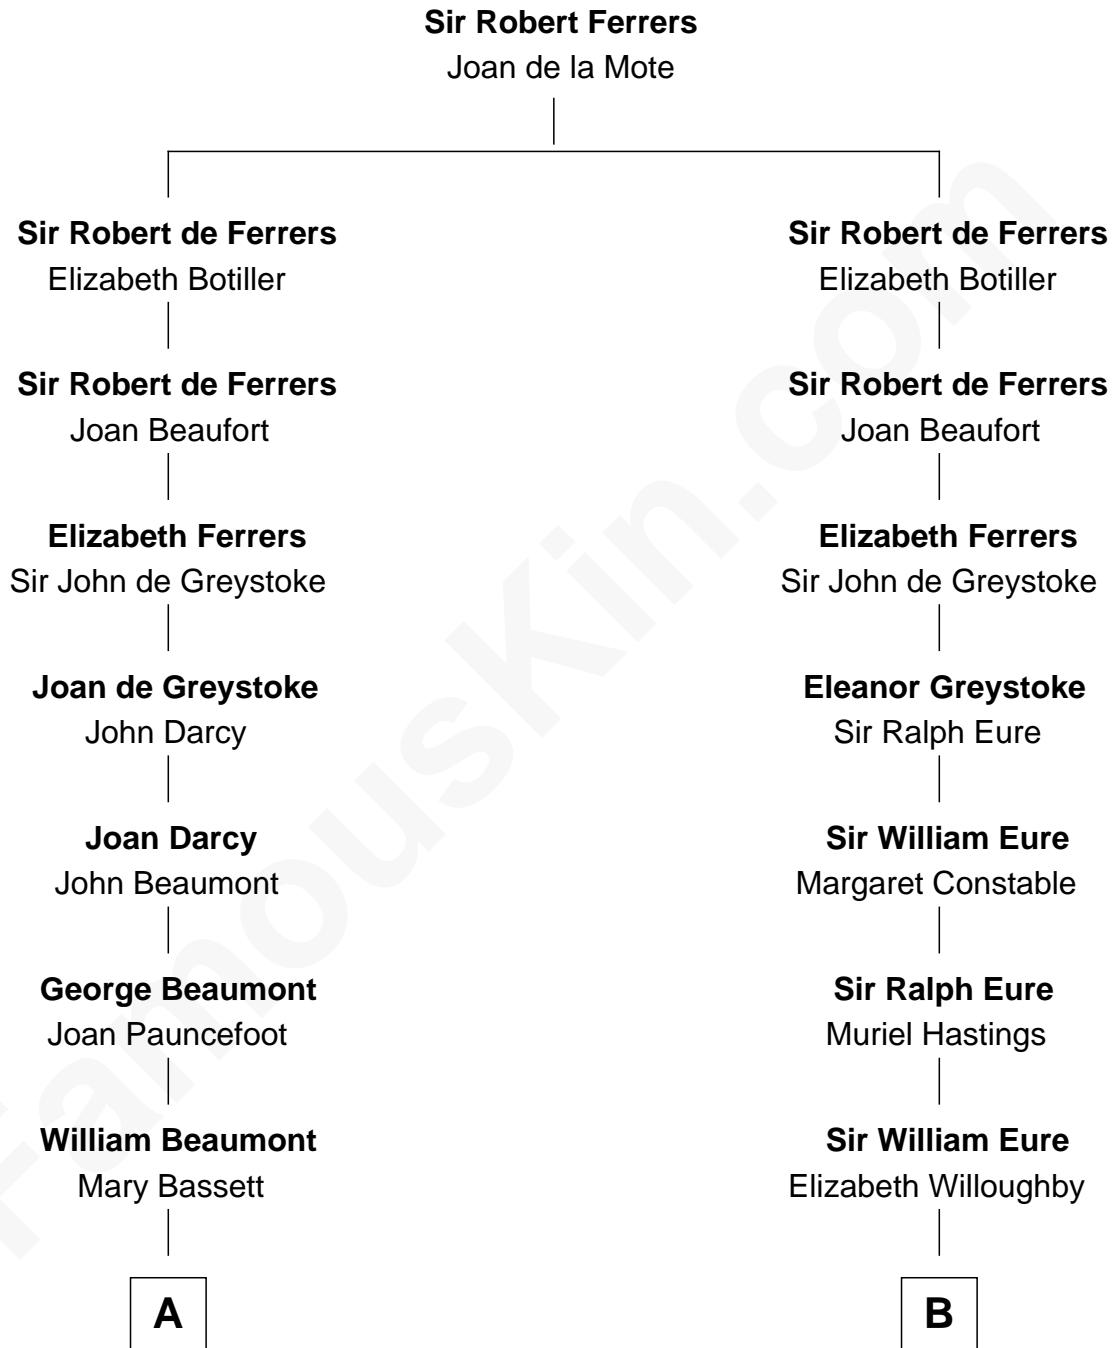 Sir Robert Ferrers
Joan de la Mote
Sir Robert de Ferrers
Elizabeth Botiller
Sir Robert de Ferrers
Elizabeth Botiller
Sir Robert de Ferrers
Joan Beaufort
Sir Robert de Ferrers
Joan Beaufort
Elizabeth Ferrers
Sir John de Greystoke
Elizabeth Ferrers
Sir John de Greystoke
Joan de Greystoke
John Darcy
Eleanor Greystoke
Sir Ralph Eure
Joan Darcy
John Beaumont
Sir William Eure
Margaret Constable
George Beaumont
Joan Pauncefoot
Sir Ralph Eure
Muriel Hastings
William Beaumont
Mary Bassett
Sir William Eure
Elizabeth Willoughby
A
B
FamousKin.com